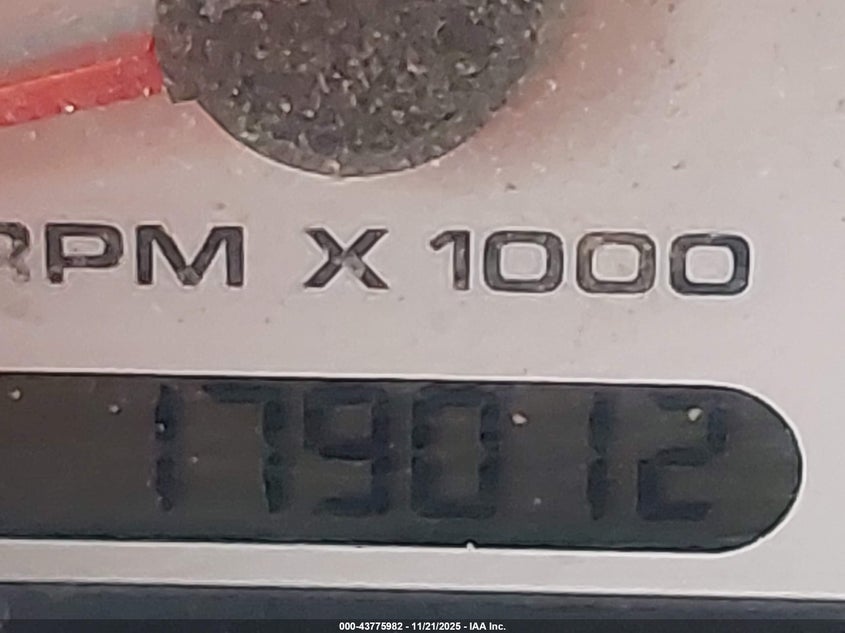 RPM X 1000
179012
000-43775982 - 11/21/2025 - IAA Inc.